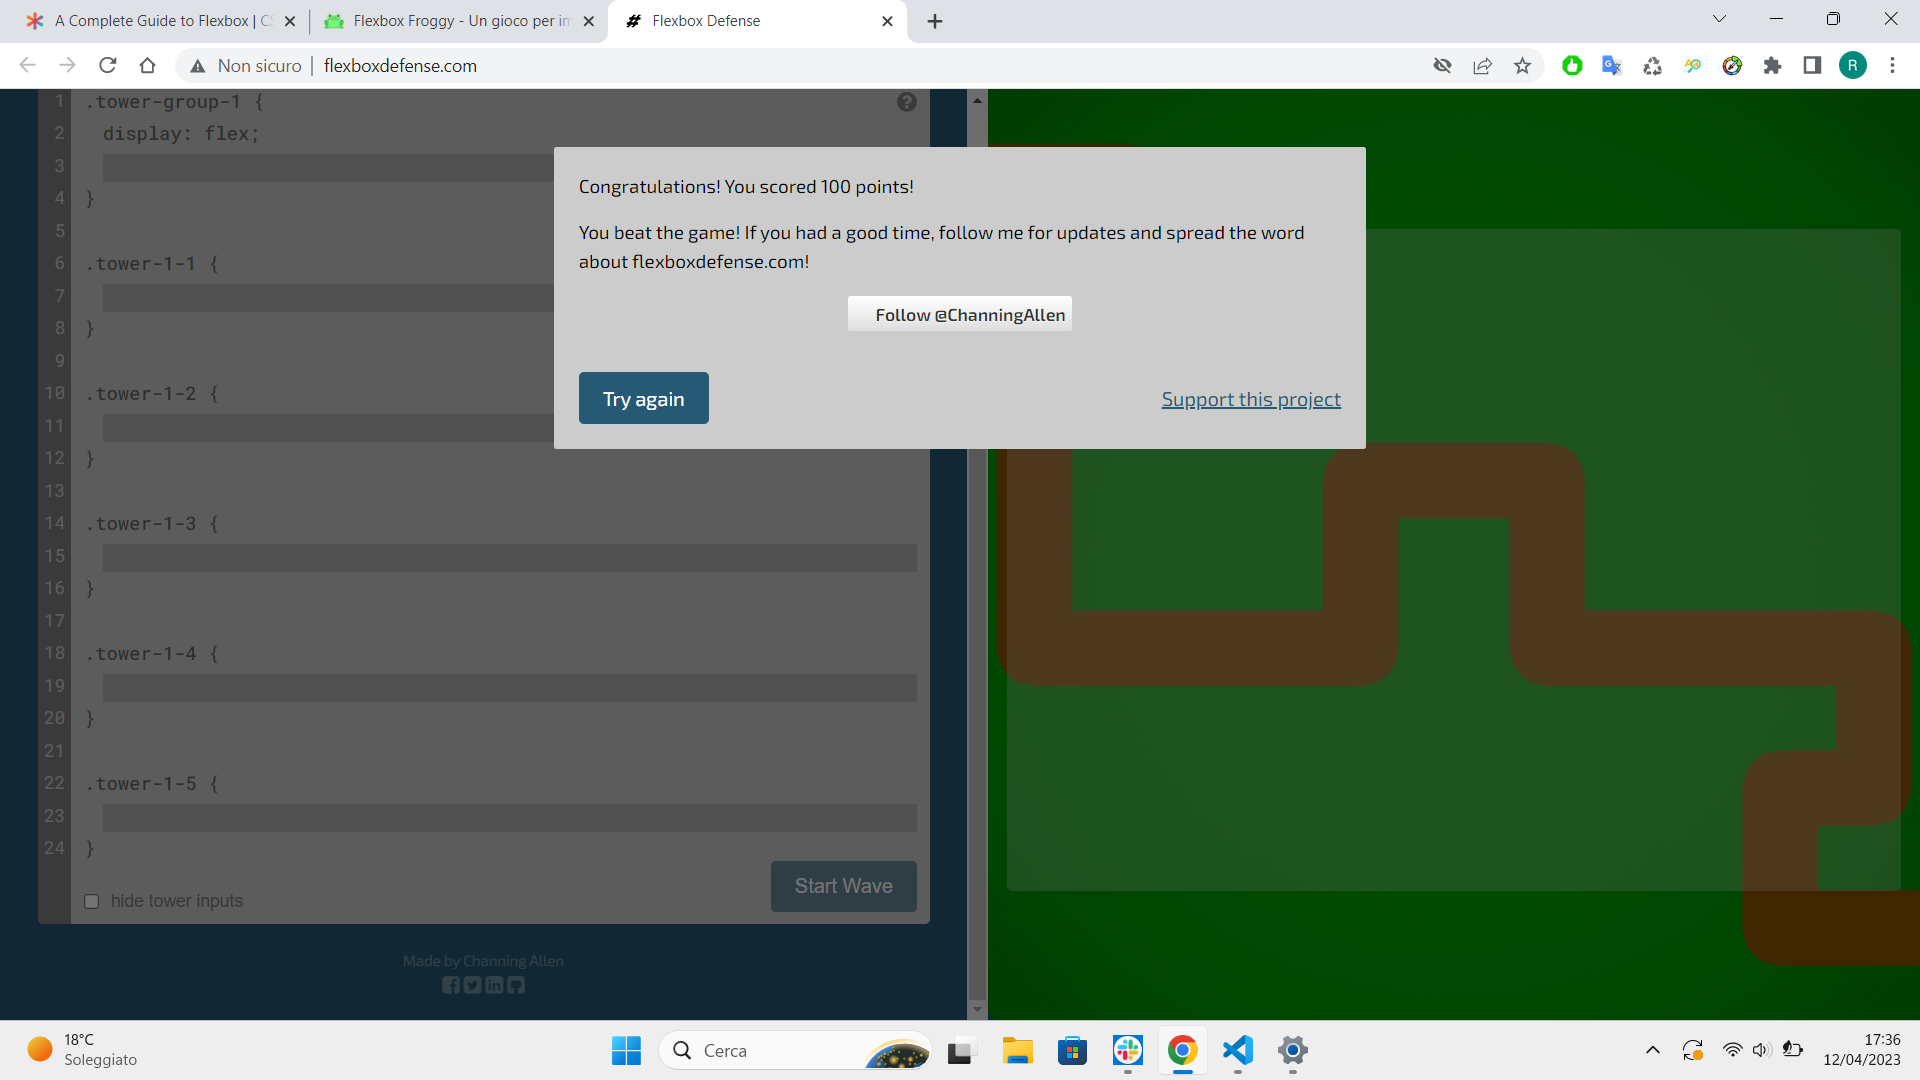 A Complete Guide to Flexbox | CS
Flexbox Froggy - Un gioco per im
Flexbox Defense
Non sicuro
flexboxdefense.com
R
1 .tower-group-1 {
2 display: flex;
3
4 }
5
6 .tower-1-1 {
7
8 }
9
10 .tower-1-2 {
11
12 }
13
14 .tower-1-3 {
15
16 }
17
18 .tower-1-4 {
19
20 }
21
22 .tower-1-5 {
23
24 }
hide tower inputs
Start Wave
Made by Channing Allen
Congratulations! You scored 100 points!
You beat the game! If you had a good time, follow me for updates and spread the word
about flexboxdefense.com!
Follow @ChanningAllen
Try again
Support this project
18°C
Soleggiato
Cerca
17:36
12/04/2023